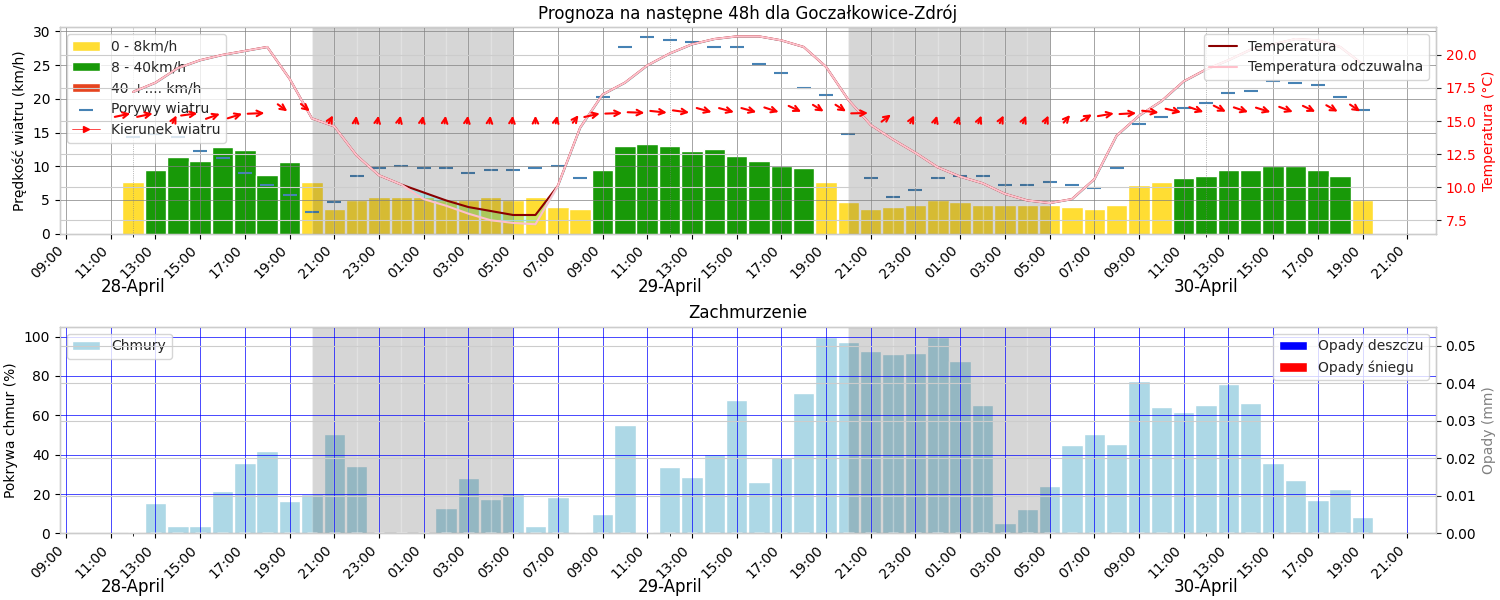 Prognoza na następne 48h dla Goczałkowice-Zdrój
Prędkość wiatru (km/h)
30
25
20
15
10
5
0
0 - 8km/h
8 - 40km/h
km/h
Porywy wiatru
Kierunek wiatru
Temperatura
Temperatura odczuwalna
20.0
17.5
15.0
12.5
10.0
7.5
Temperatura (°C)
09:00 11:00 13:00 15:00 17:00 19:00 21:00 23:00 01:00 03:00 05:00 07:00 09:00 11:00 13:00 15:00 17:00 19:00 21:00 23:00 01:00 03:00 05:00 07:00 09:00 11:00 13:00 15:00 17:00 19:00 21:00
28-April 29-April 30-April
Zachmurzenie
Pokrywa chmur (%)
100
80
60
40
20
0
Chmury
Opady deszczu
Opady śniegu
0.05
0.04
0.03
0.02
0.01
0.00
Opady (mm)
09:00 11:00 13:00 15:00 17:00 19:00 21:00 23:00 01:00 03:00 05:00 07:00 09:00 11:00 13:00 15:00 17:00 19:00 21:00 23:00 01:00 03:00 05:00 07:00 09:00 11:00 13:00 15:00 17:00 19:00 21:00
28-April 29-April 30-April